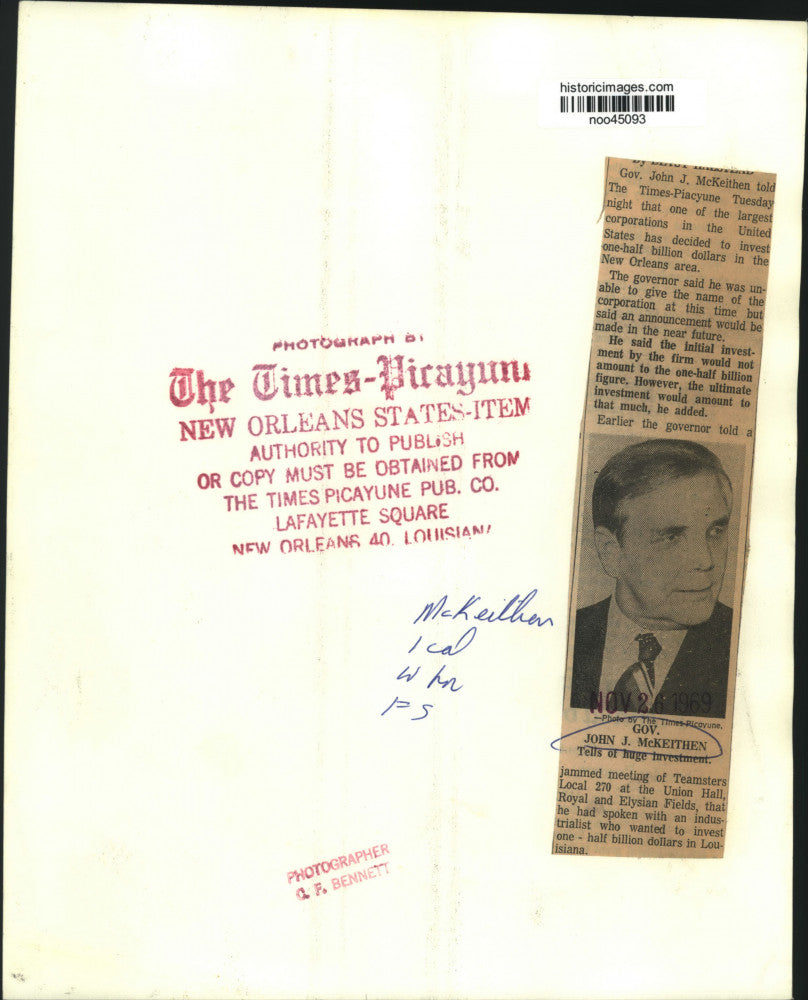 historicimages.com
noo45093
Gov. John J. McKeithen told
The Times-Piacyune Tuesday
night that one of the largest
corporations in the United
States has decided to invest
one-half billion dollars in the
New Orleans area.
The governor said he was un-
able to give the name of the
corporation at this time but
said an announcement would be
made in the near future.
He said the initial invest-
ment by the firm would not
amount to the one-half billion
figure. However, the ultimate
investment would amount to
that much, he added.
Earlier the governor told a
NOV 26 1969
—Photo by The Times-Picayune.
GOV.
JOHN J. McKEITHEN
Tells of huge investment.
jammed meeting of Teamsters
Local 270 at the Union Hall,
Royal and Elysian Fields, that
he had spoken with an indus-
trialist who wanted to invest
one - half billion dollars in Lou-
isiana.
PHOTOGRAPH BY
The Times-Picayune
NEW ORLEANS STATES-ITEM
AUTHORITY TO PUBLISH
OR COPY MUST BE OBTAINED FROM
THE TIMES PICAYUNE PUB. CO.
LAFAYETTE SQUARE
NEW ORLEANS 40, LOUISIANA
McKeithen
1 col
PHOTOGRAPHER
BENNETT